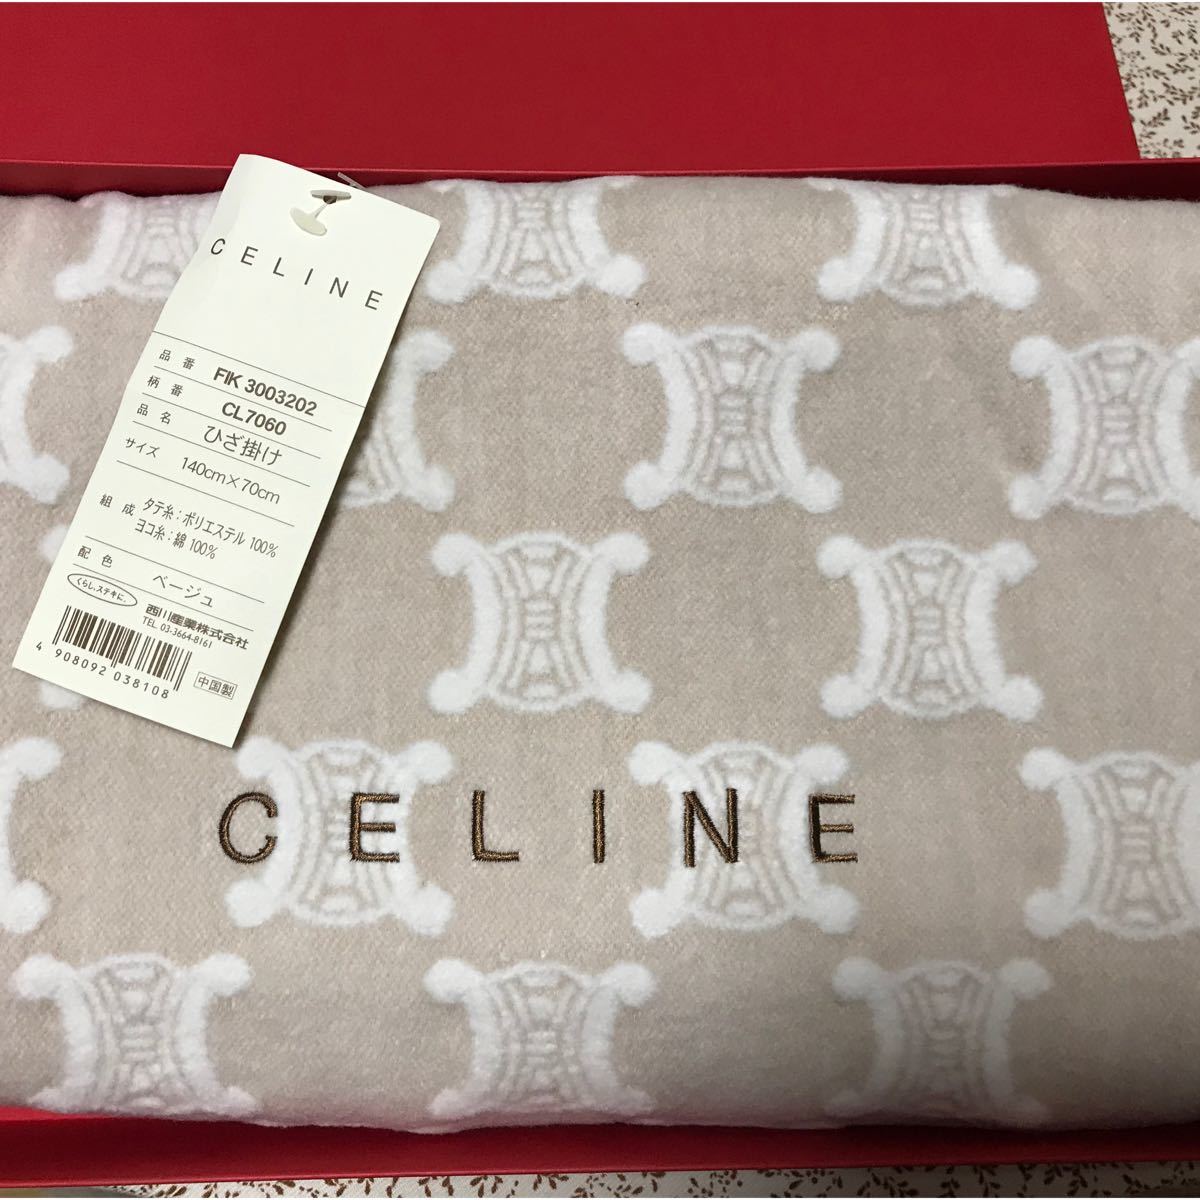 CELINE
品番 FIK 3003202
柄番 CL7060
品名 ひざ掛け
サイズ 140cm×70cm
組成 タテ糸:ポリエステル 100%
ヨコ糸:綿 100%
配色 ベージュ
くらし、ステキに。 西川産業株式会社
TEL 03-3664-8161
4 908092 038108
中国製
CELINE